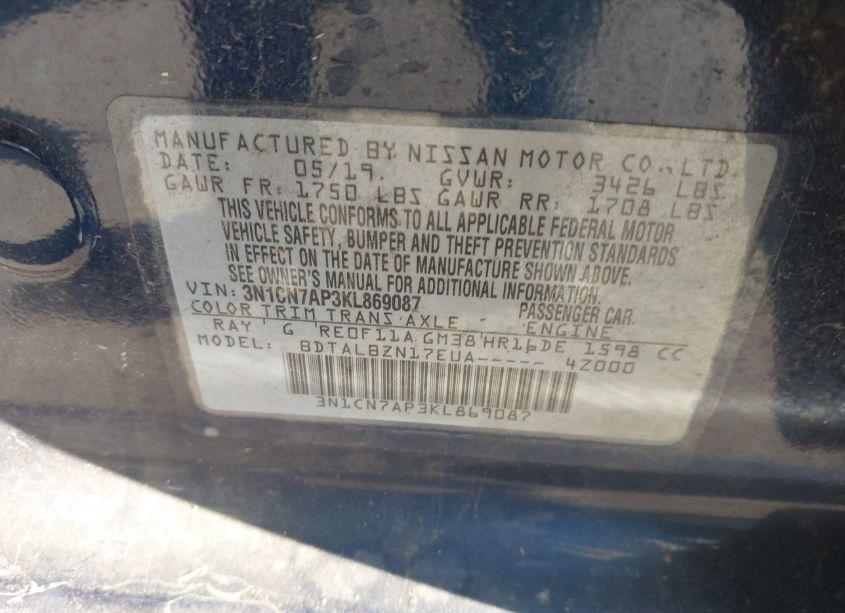 MANUFACTURED BY NISSAN MOTOR CO., LTD.
DATE: 05/19. GVWR: 3426 LBS
GAWR FR: 1750 LBS GAWR RR: 1708 LBS
THIS VEHICLE CONFORMS TO ALL APPLICABLE FEDERAL MOTOR
VEHICLE SAFETY, BUMPER AND THEFT PREVENTION STANDARDS
IN EFFECT ON THE DATE OF MANUFACTURE SHOWN ABOVE.
SEE OWNER'S MANUAL FOR ADDITIONAL INFORMATION.
VIN: 3N1CN7AP3KL869087 PASSENGER CAR.
COLOR TRIM TRANS AXLE ENGINE
RAY G RE0F11A GM38 HR16DE 1598 CC
MODEL: BDTALBZN17EUA----- 4Z000
3N1CN7AP3KL869087